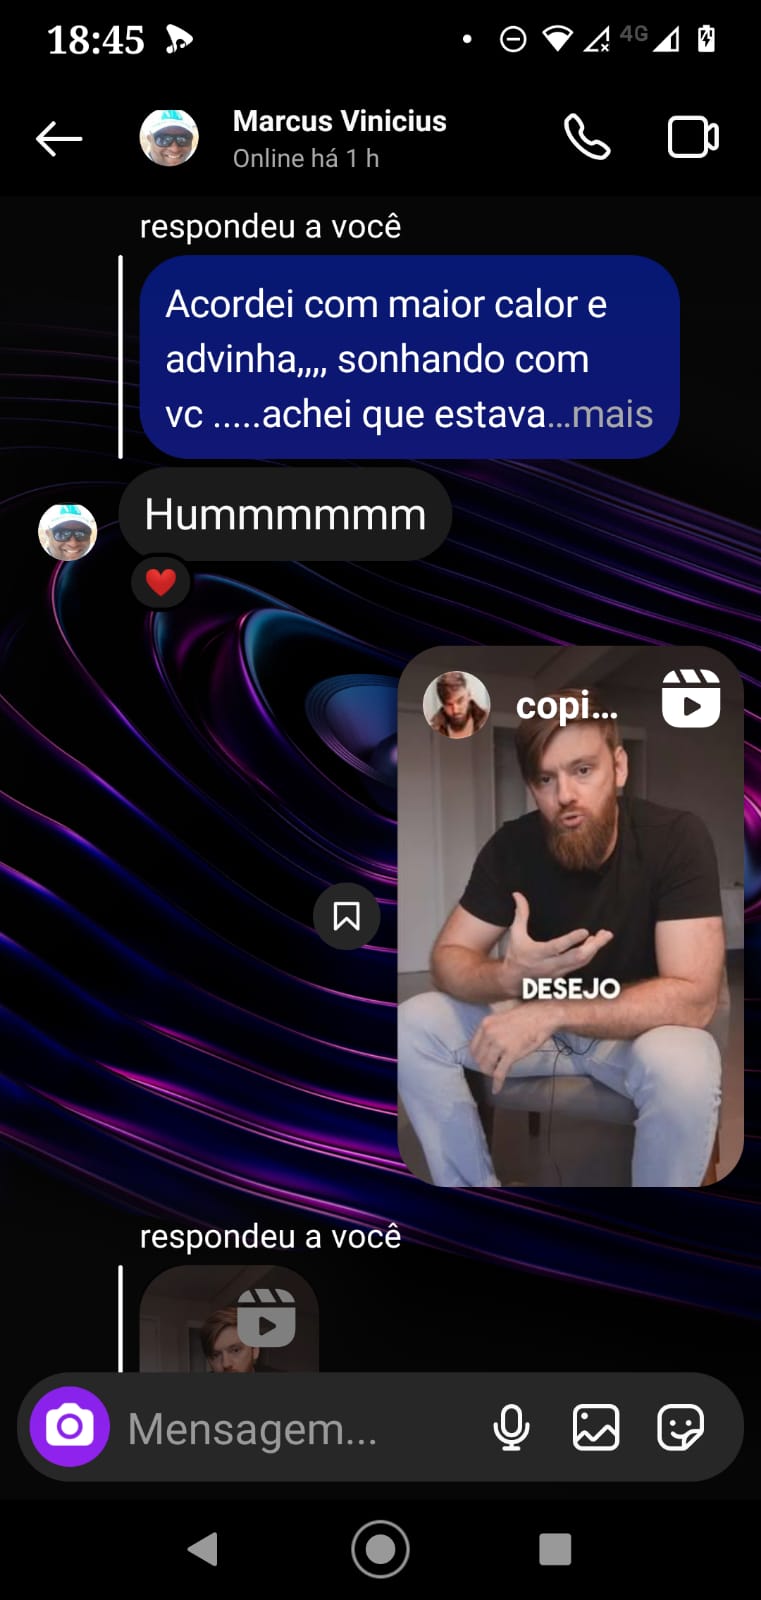 18:45
4G
Marcus Vinicius
Online há 1 h
respondeu a você
Acordei com maior calor e
advinha,,,, sonhando com
vc .....achei que estava...mais
Hummmmmm
copi...
DESEJO
respondeu a você
Mensagem...